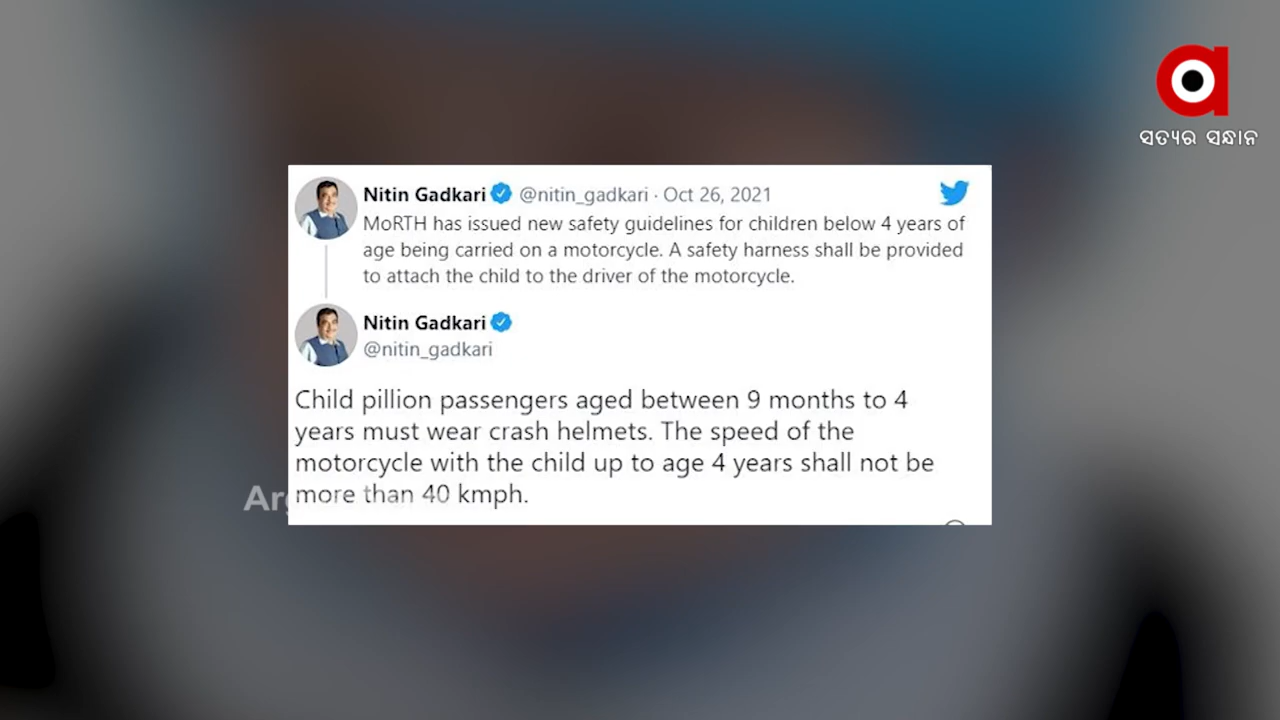 ସତ୍ୟର ସନ୍ଧାନ
Nitin Gadkari @nitin_gadkari · Oct 26, 2021
MoRTH has issued new safety guidelines for children below 4 years of
age being carried on a motorcycle. A safety harness shall be provided
to attach the child to the driver of the motorcycle.
Nitin Gadkari
@nitin_gadkari
Child pillion passengers aged between 9 months to 4
years must wear crash helmets. The speed of the
motorcycle with the child up to age 4 years shall not be
more than 40 kmph.